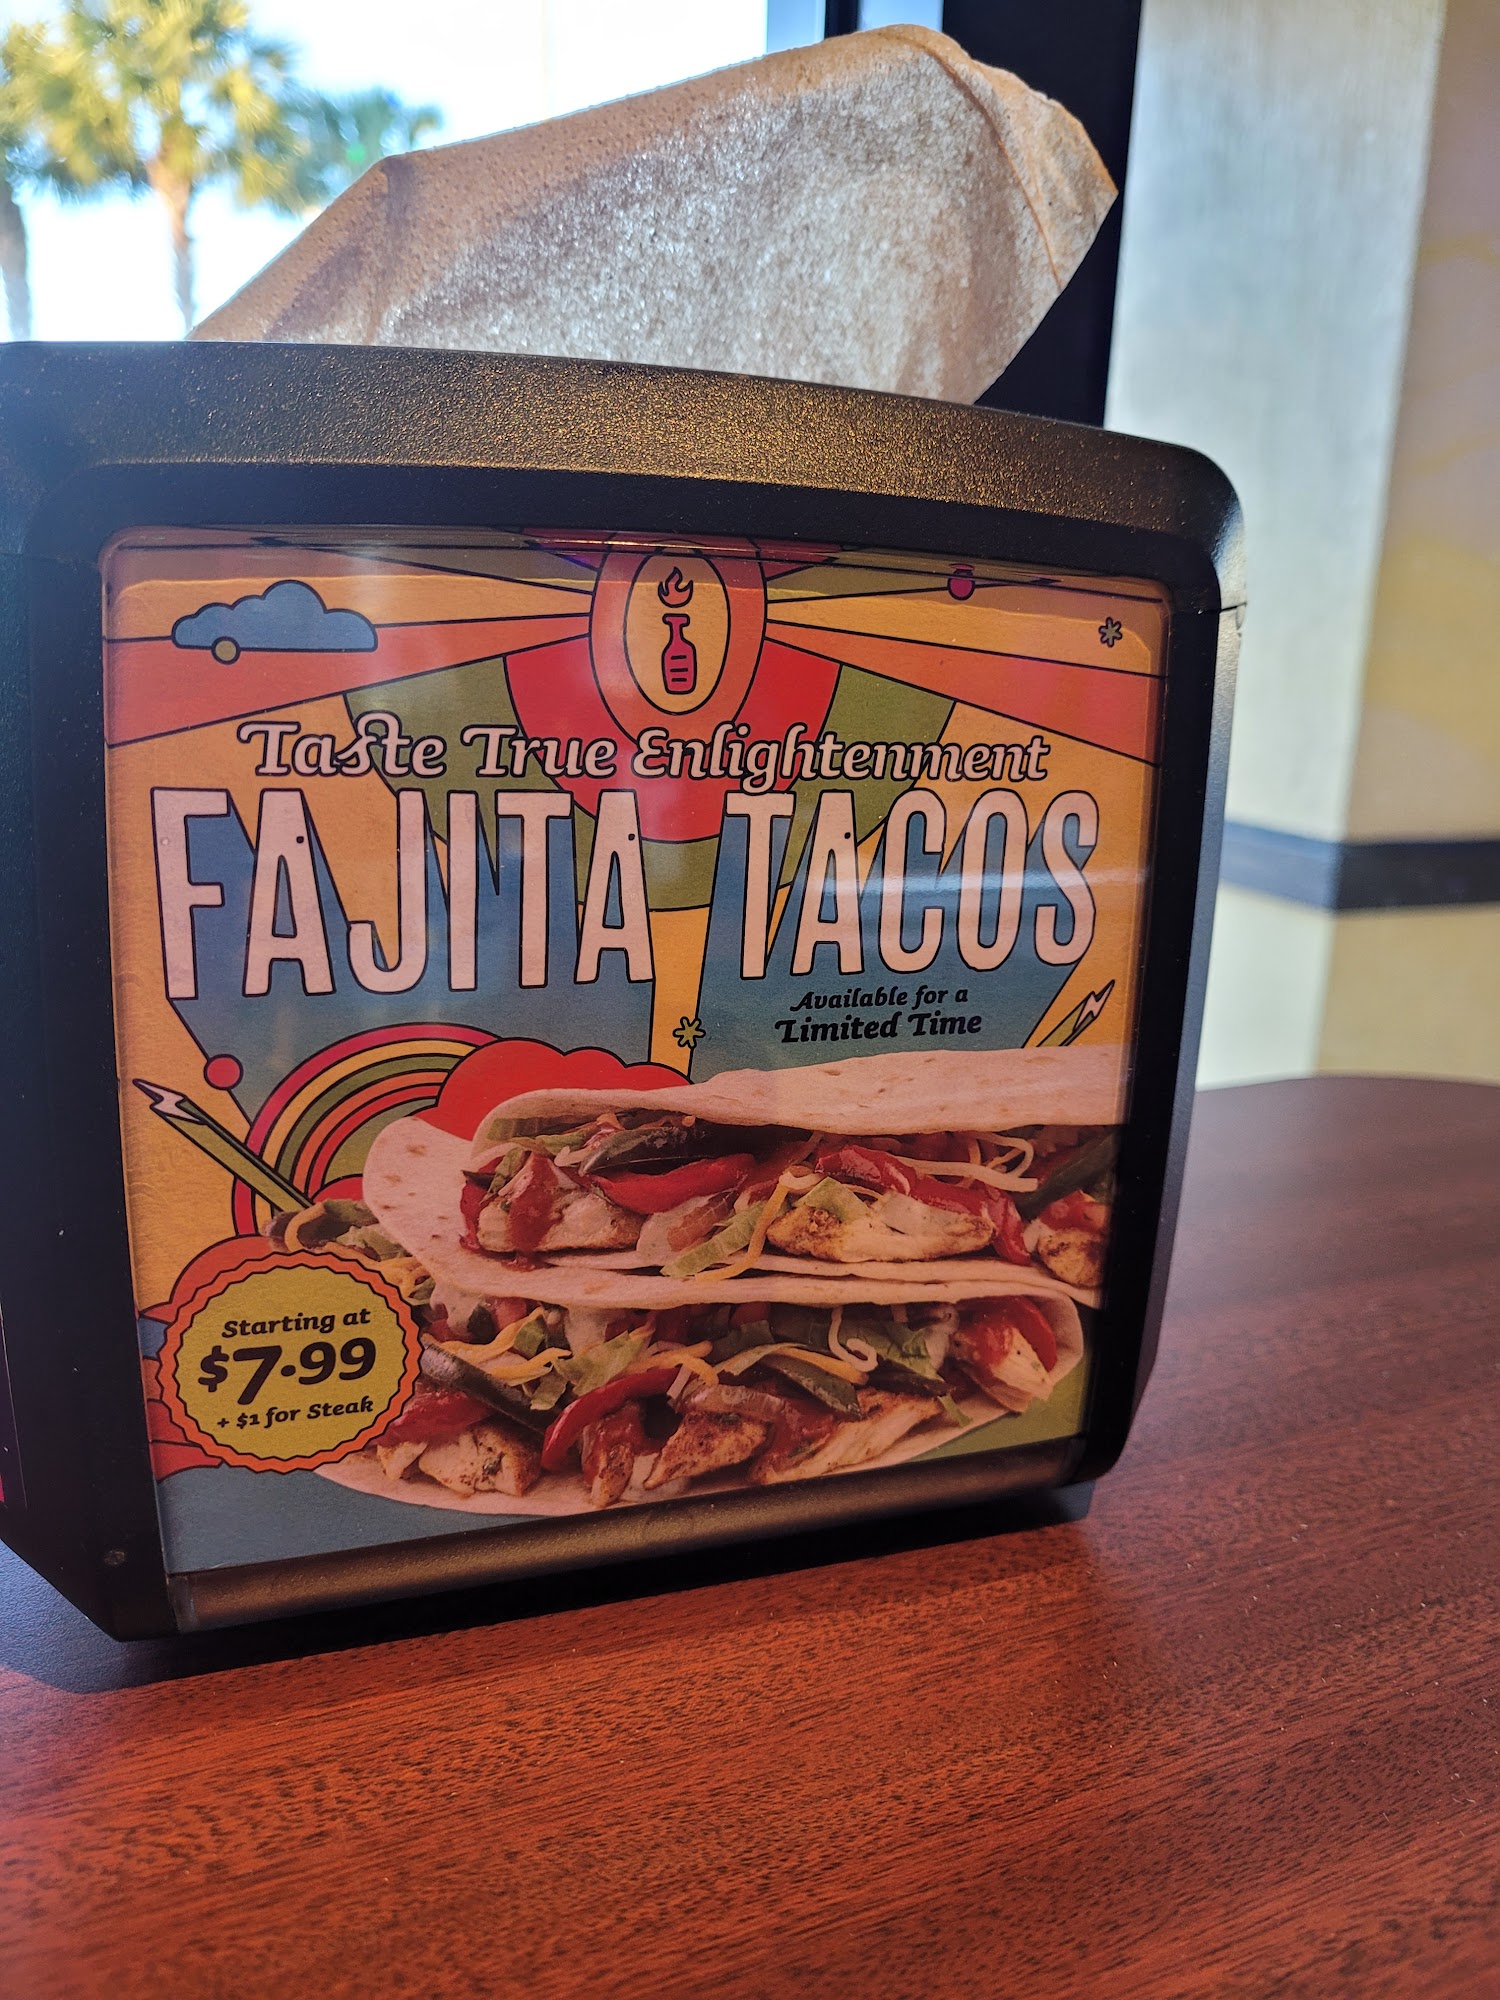 Taste True Enlightenment
FAJITA TACOS
Available for a
Limited Time
Starting at
$7.99
+ $1 for Steak